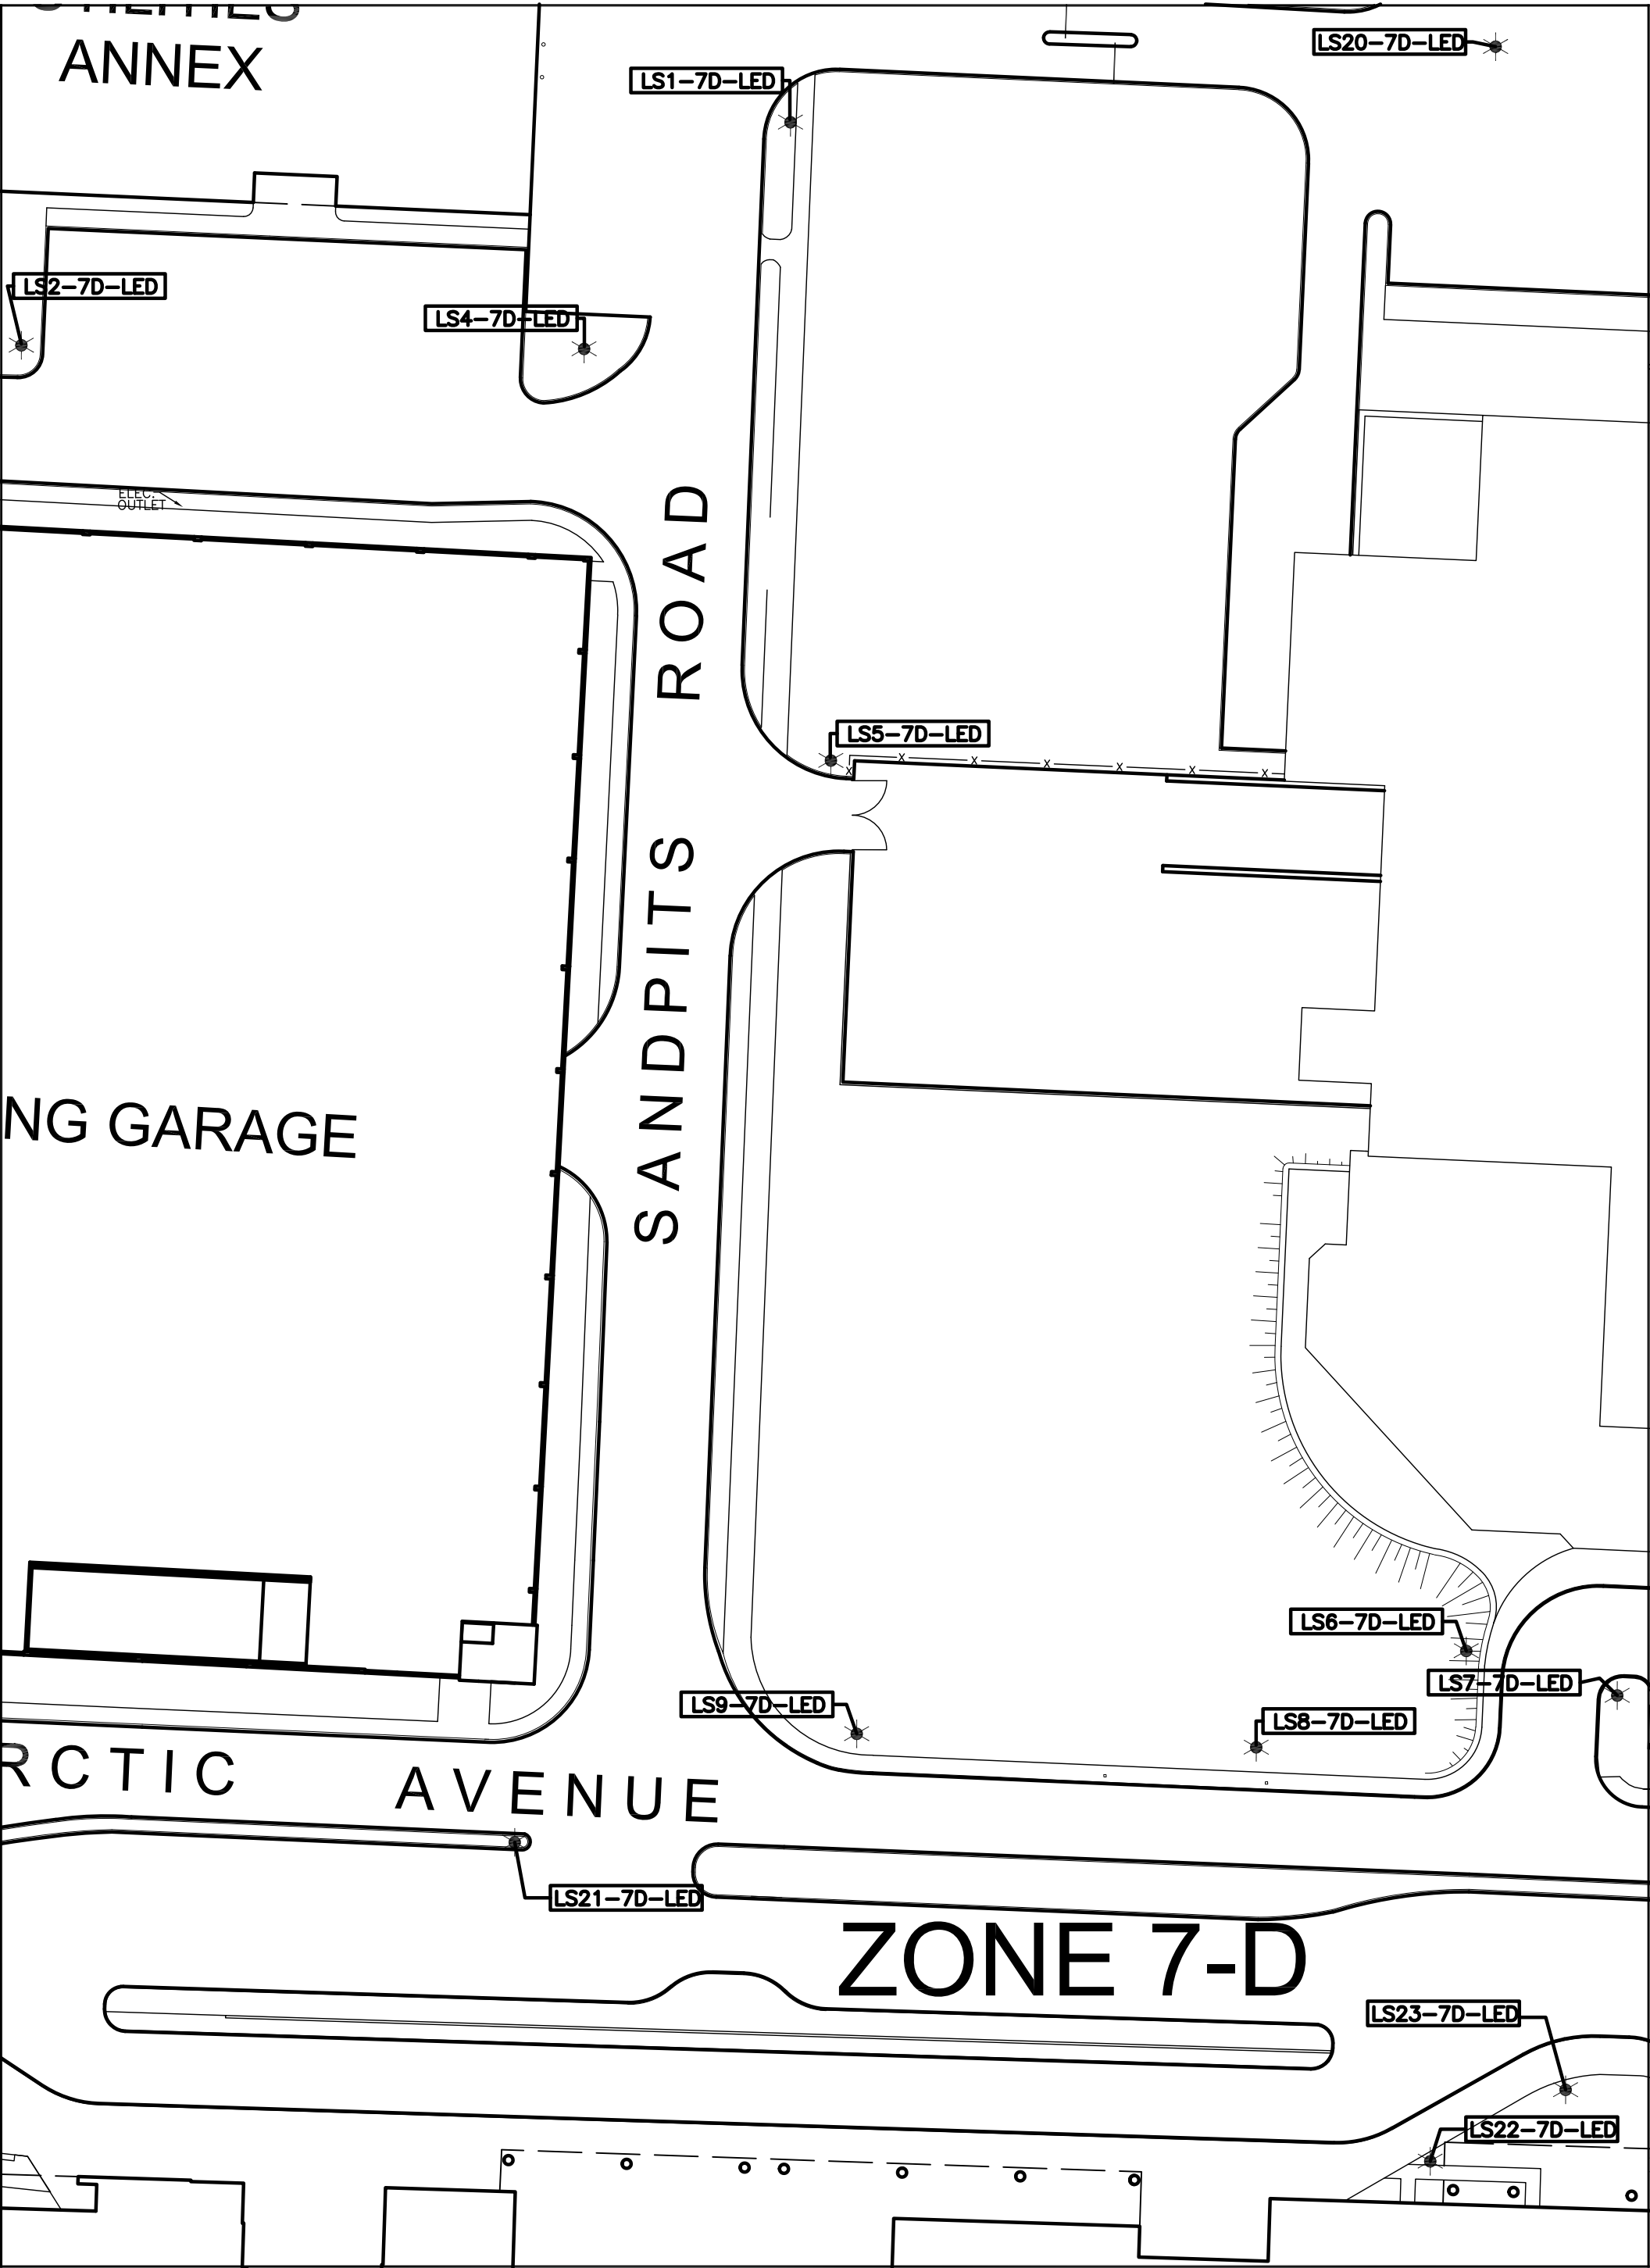 ANNEX
LS20-7D-LED
LS1-7D-LED
LS2-7D-LED
LS4-7D-LED
ELEC.
OUTLET
SANDPITS ROAD
LS5-7D-LED
X X X X X X X
NG GARAGE
LS6-7D-LED
LS7-7D-LED
LS9-7D-LED
LS8-7D-LED
RCTIC AVENUE
LS21-7D-LED
ZONE 7-D
LS23-7D-LED
LS22-7D-LED